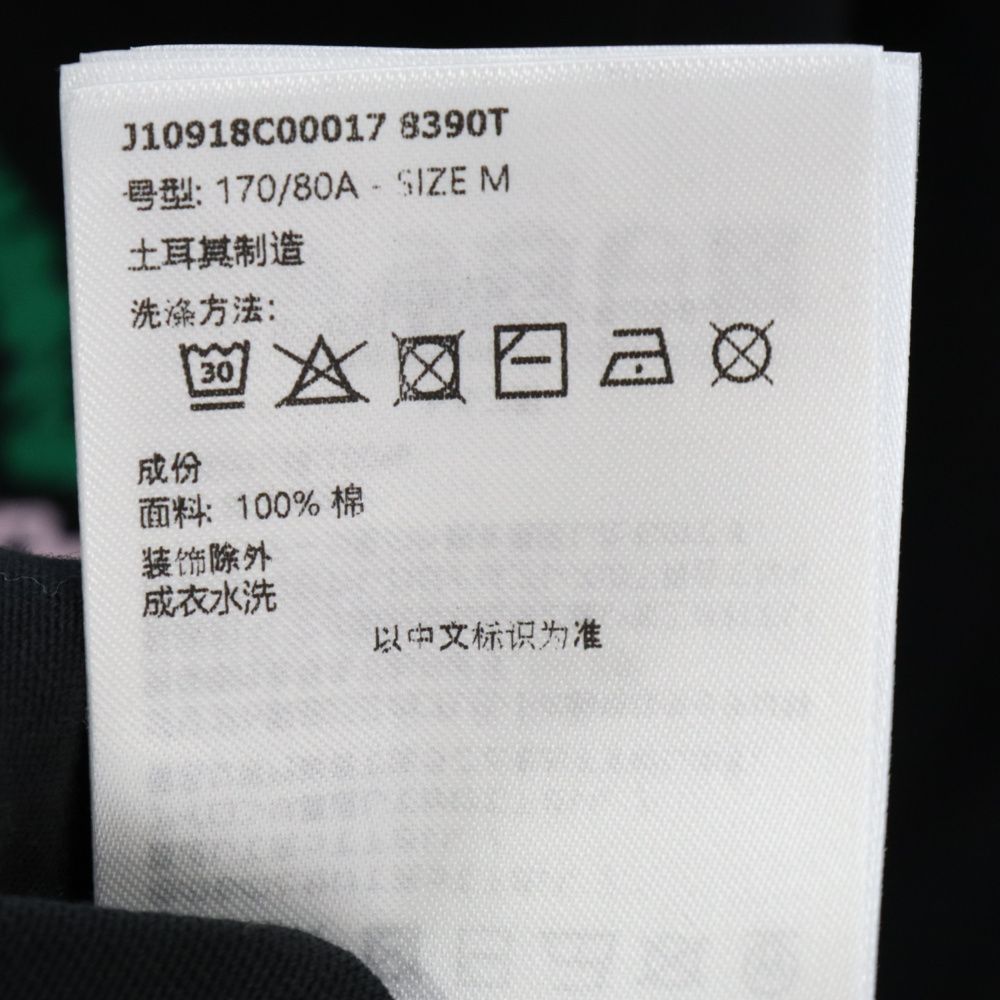 J10918C00017 8390T
号型: 170/80A - SIZE M
土耳其制造
洗涤方法:
30
成份
面料: 100% 棉
装饰除外
成衣水洗
以中文标识为准